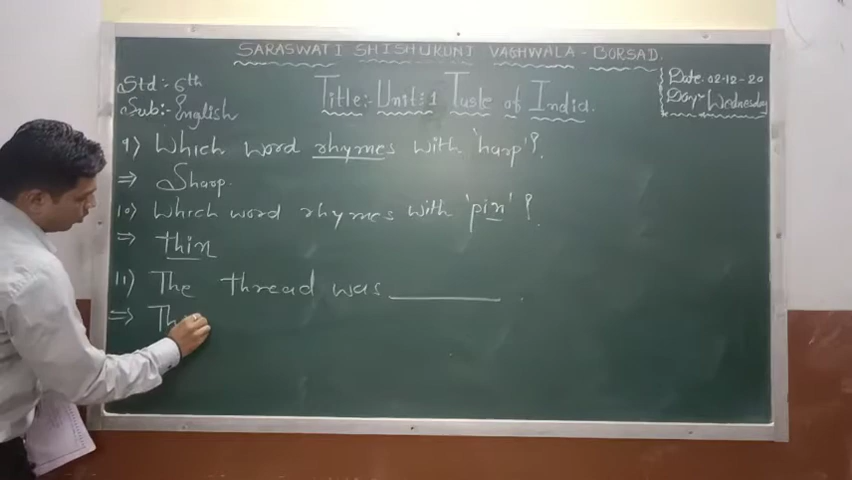 SARASWATI SHISHUKUNJ VAGHWALA - BORSAD.
Std:- 6th
Sub:- English
Title:- Unit:1 Tuste of India.
Date. 02-12-20
Day:- Wednesday
9) Which word rhymes with 'harp'?
⇒ Sharp.
10) Which word rhymes with 'pin'?
⇒ thin
11) The thread was ________.
⇒ Th